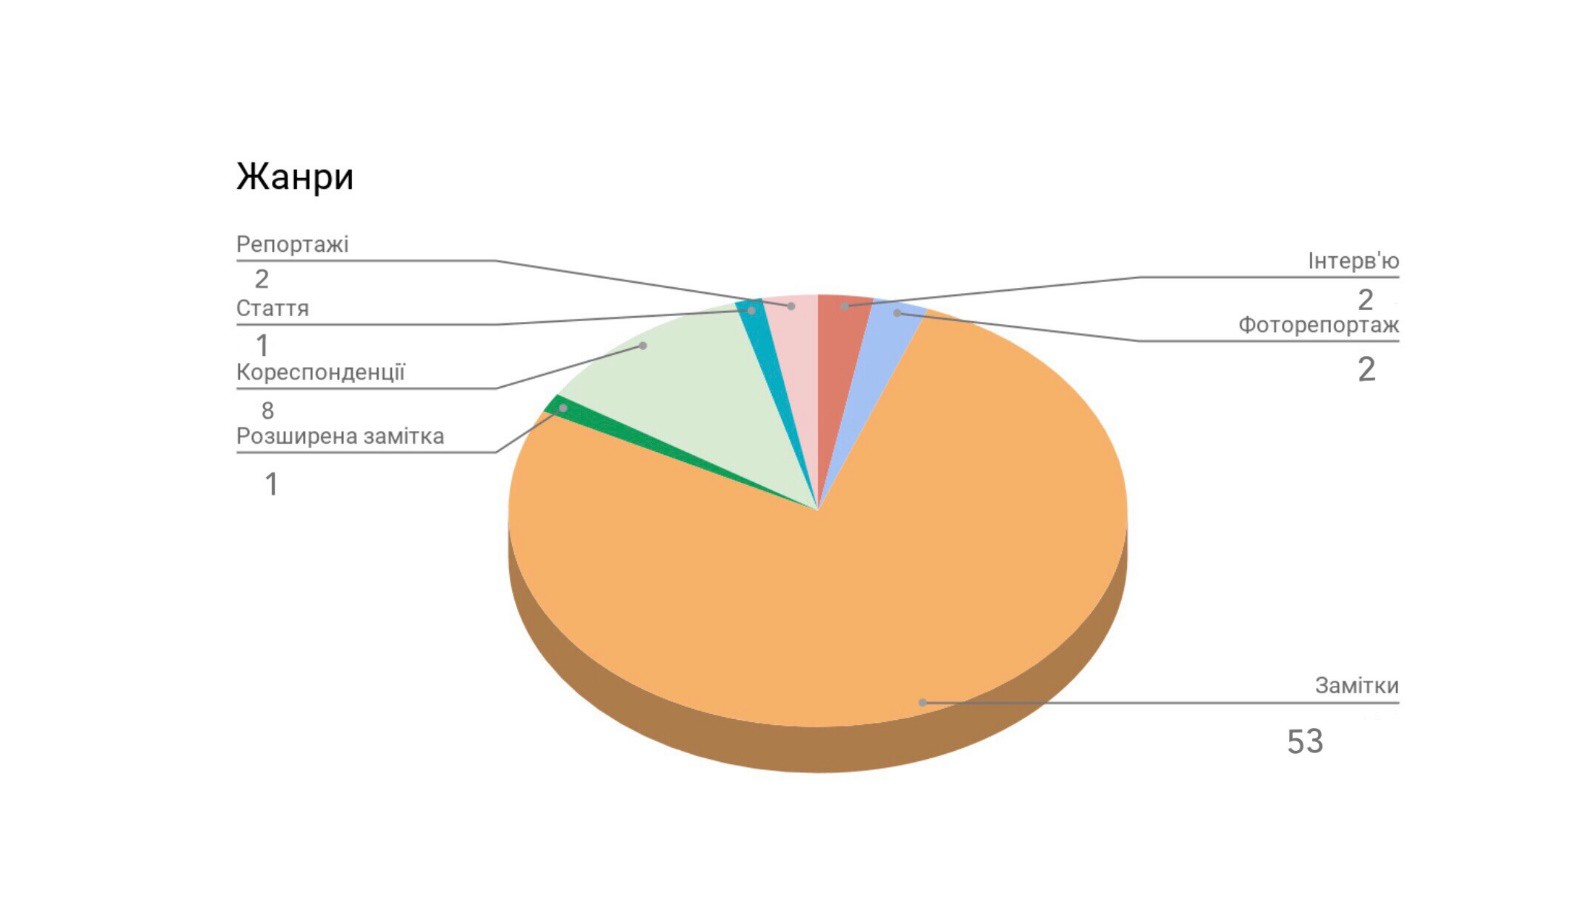 Жанри
Репортажі
2
Стаття
1
Кореспонденції
8
Розширена замітка
1
Інтерв'ю
2
Фоторепортаж
2
Замітки
53